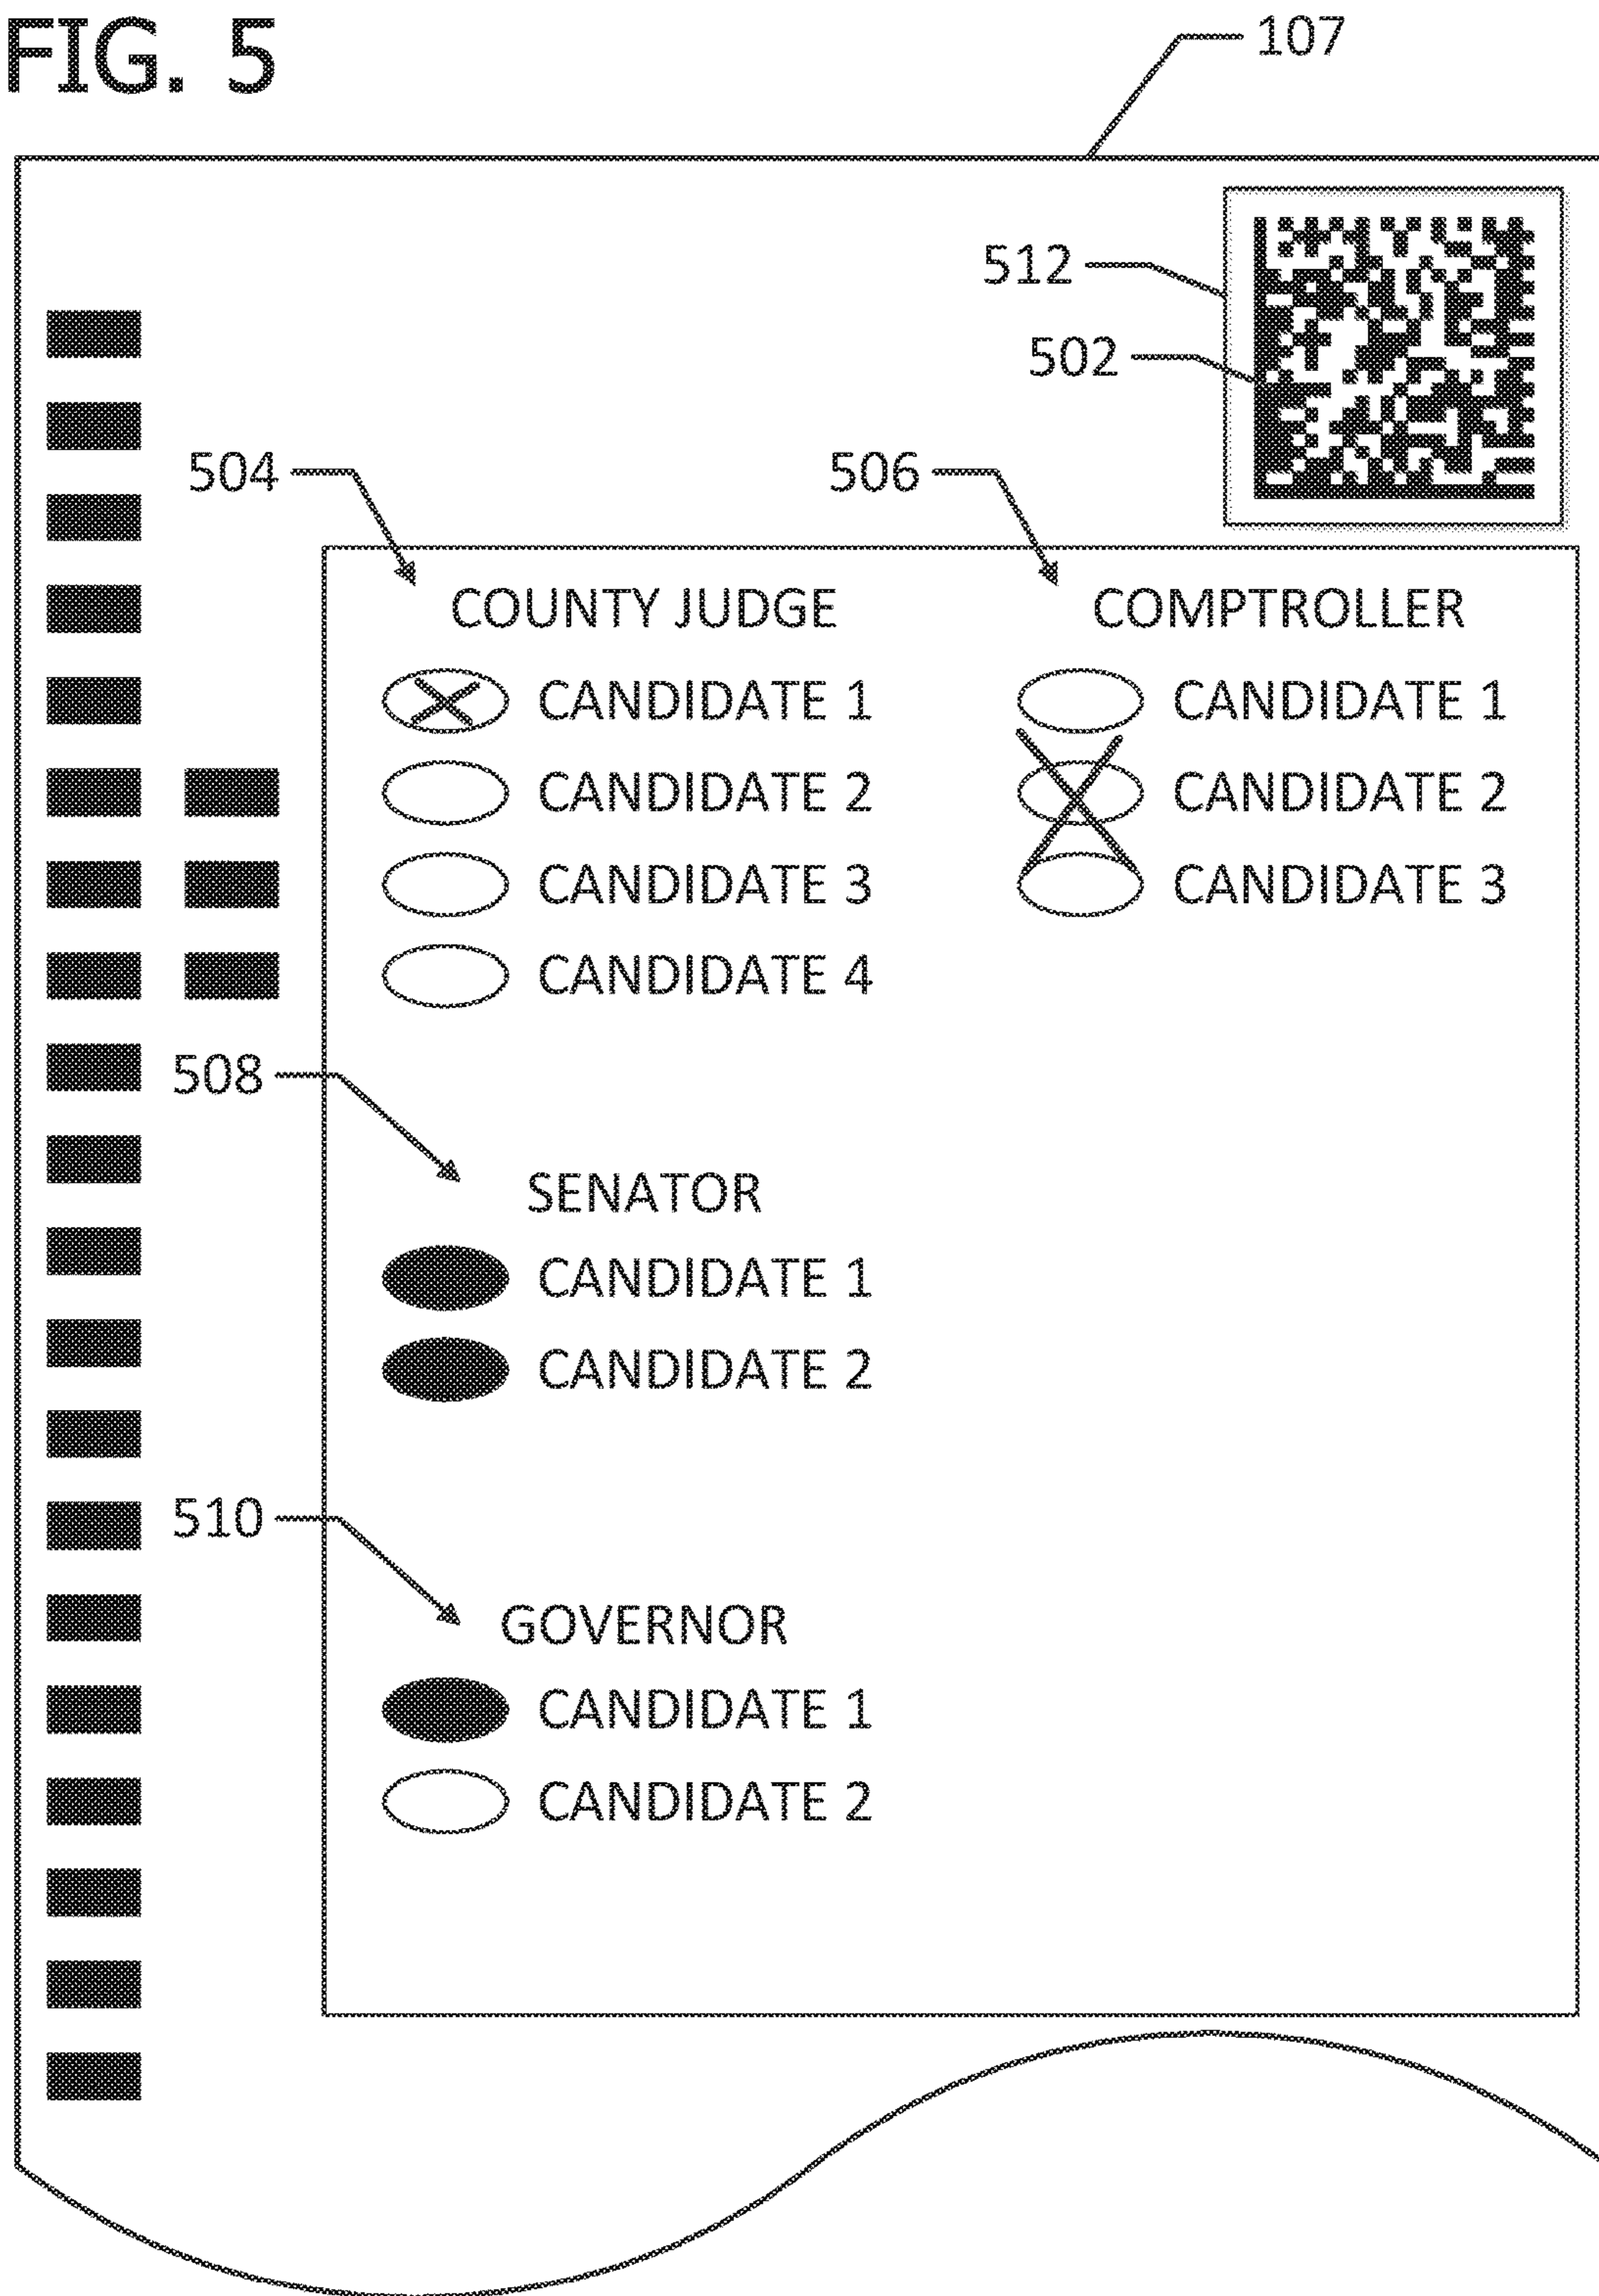 FIG. 5
107
512
502
504
506
COUNTY JUDGE
CANDIDATE 1
CANDIDATE 2
CANDIDATE 3
CANDIDATE 4
COMPTROLLER
CANDIDATE 1
CANDIDATE 2
CANDIDATE 3
508
SENATOR
CANDIDATE 1
CANDIDATE 2
510
GOVERNOR
CANDIDATE 1
CANDIDATE 2